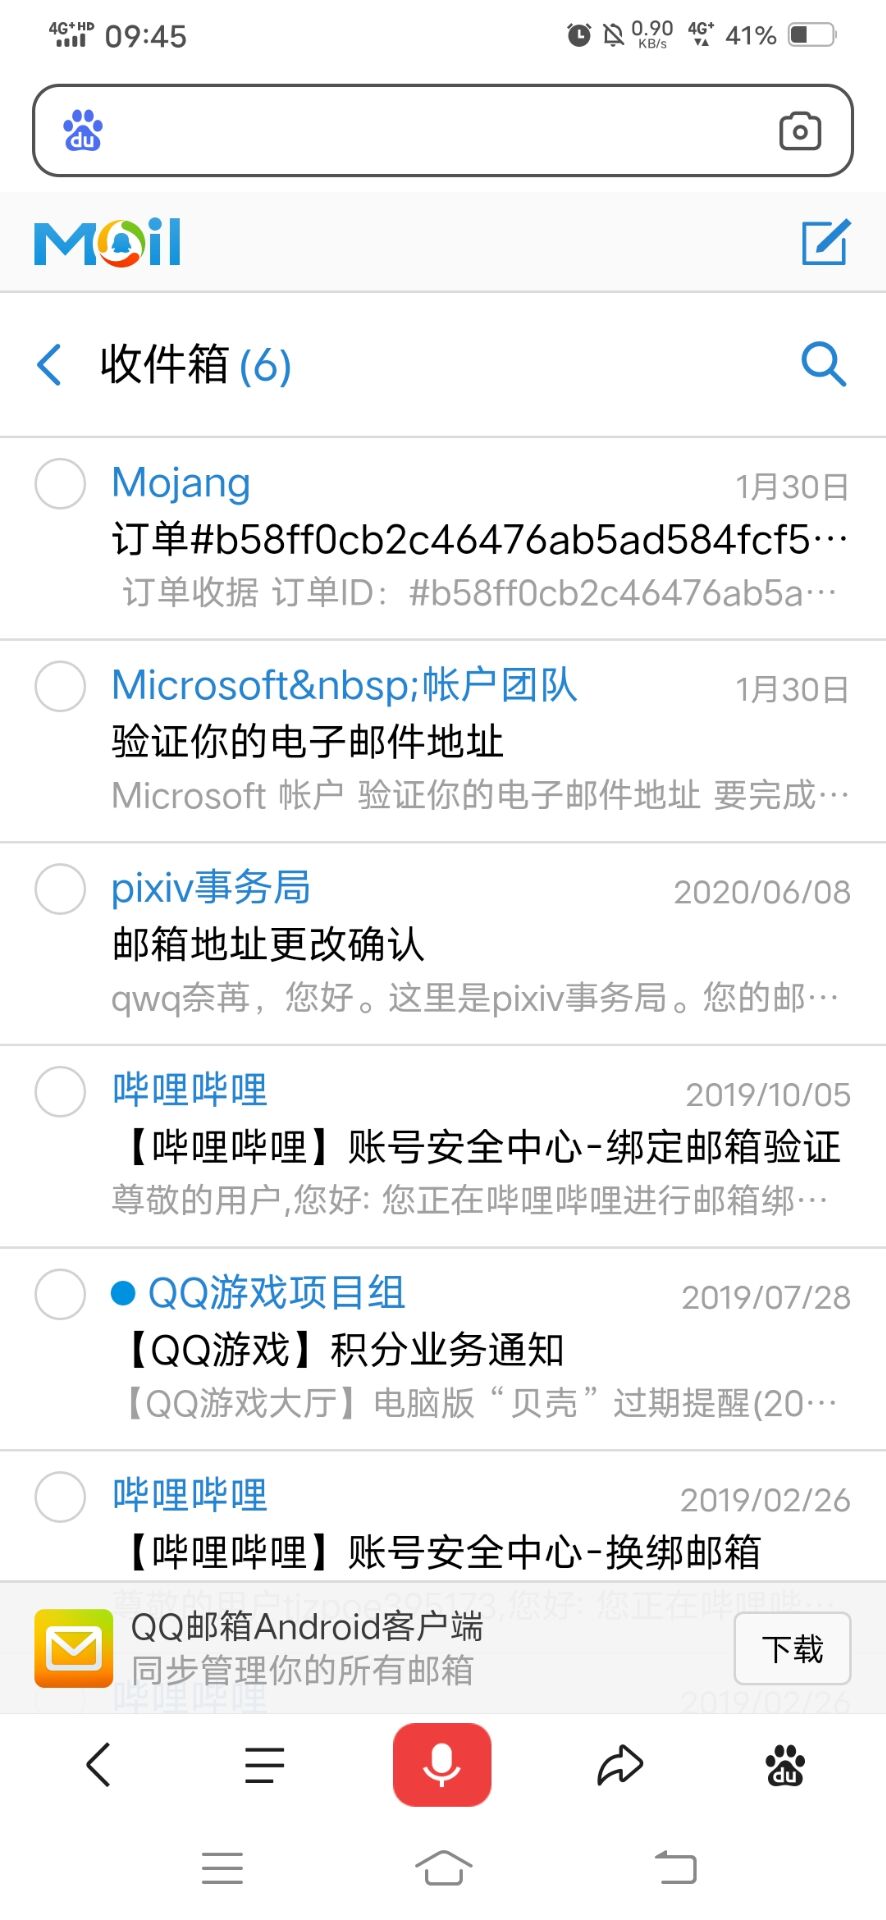 4G+HD 09:45 0.90 KB/s 4G+ 41%
du
Mail
收件箱(6)
Mojang 1月30日
订单#b58ff0cb2c46476ab5ad584fcf5…
订单收据 订单ID：#b58ff0cb2c46476ab5a…
Microsoft&nbsp;帐户团队 1月30日
验证你的电子邮件地址
Microsoft 帐户 验证你的电子邮件地址 要完成…
pixiv事务局 2020/06/08
邮箱地址更改确认
qwq奈苒，您好。这里是pixiv事务局。您的邮…
哔哩哔哩 2019/10/05
【哔哩哔哩】账号安全中心-绑定邮箱验证
尊敬的用户,您好: 您正在哔哩哔哩进行邮箱绑…
QQ游戏项目组 2019/07/28
【QQ游戏】积分业务通知
【QQ游戏大厅】电脑版“贝壳”过期提醒(20…
哔哩哔哩 2019/02/26
【哔哩哔哩】账号安全中心-换绑邮箱
QQ邮箱Android客户端
同步管理你的所有邮箱
下载
哔哩哔哩 2019/02/26
du